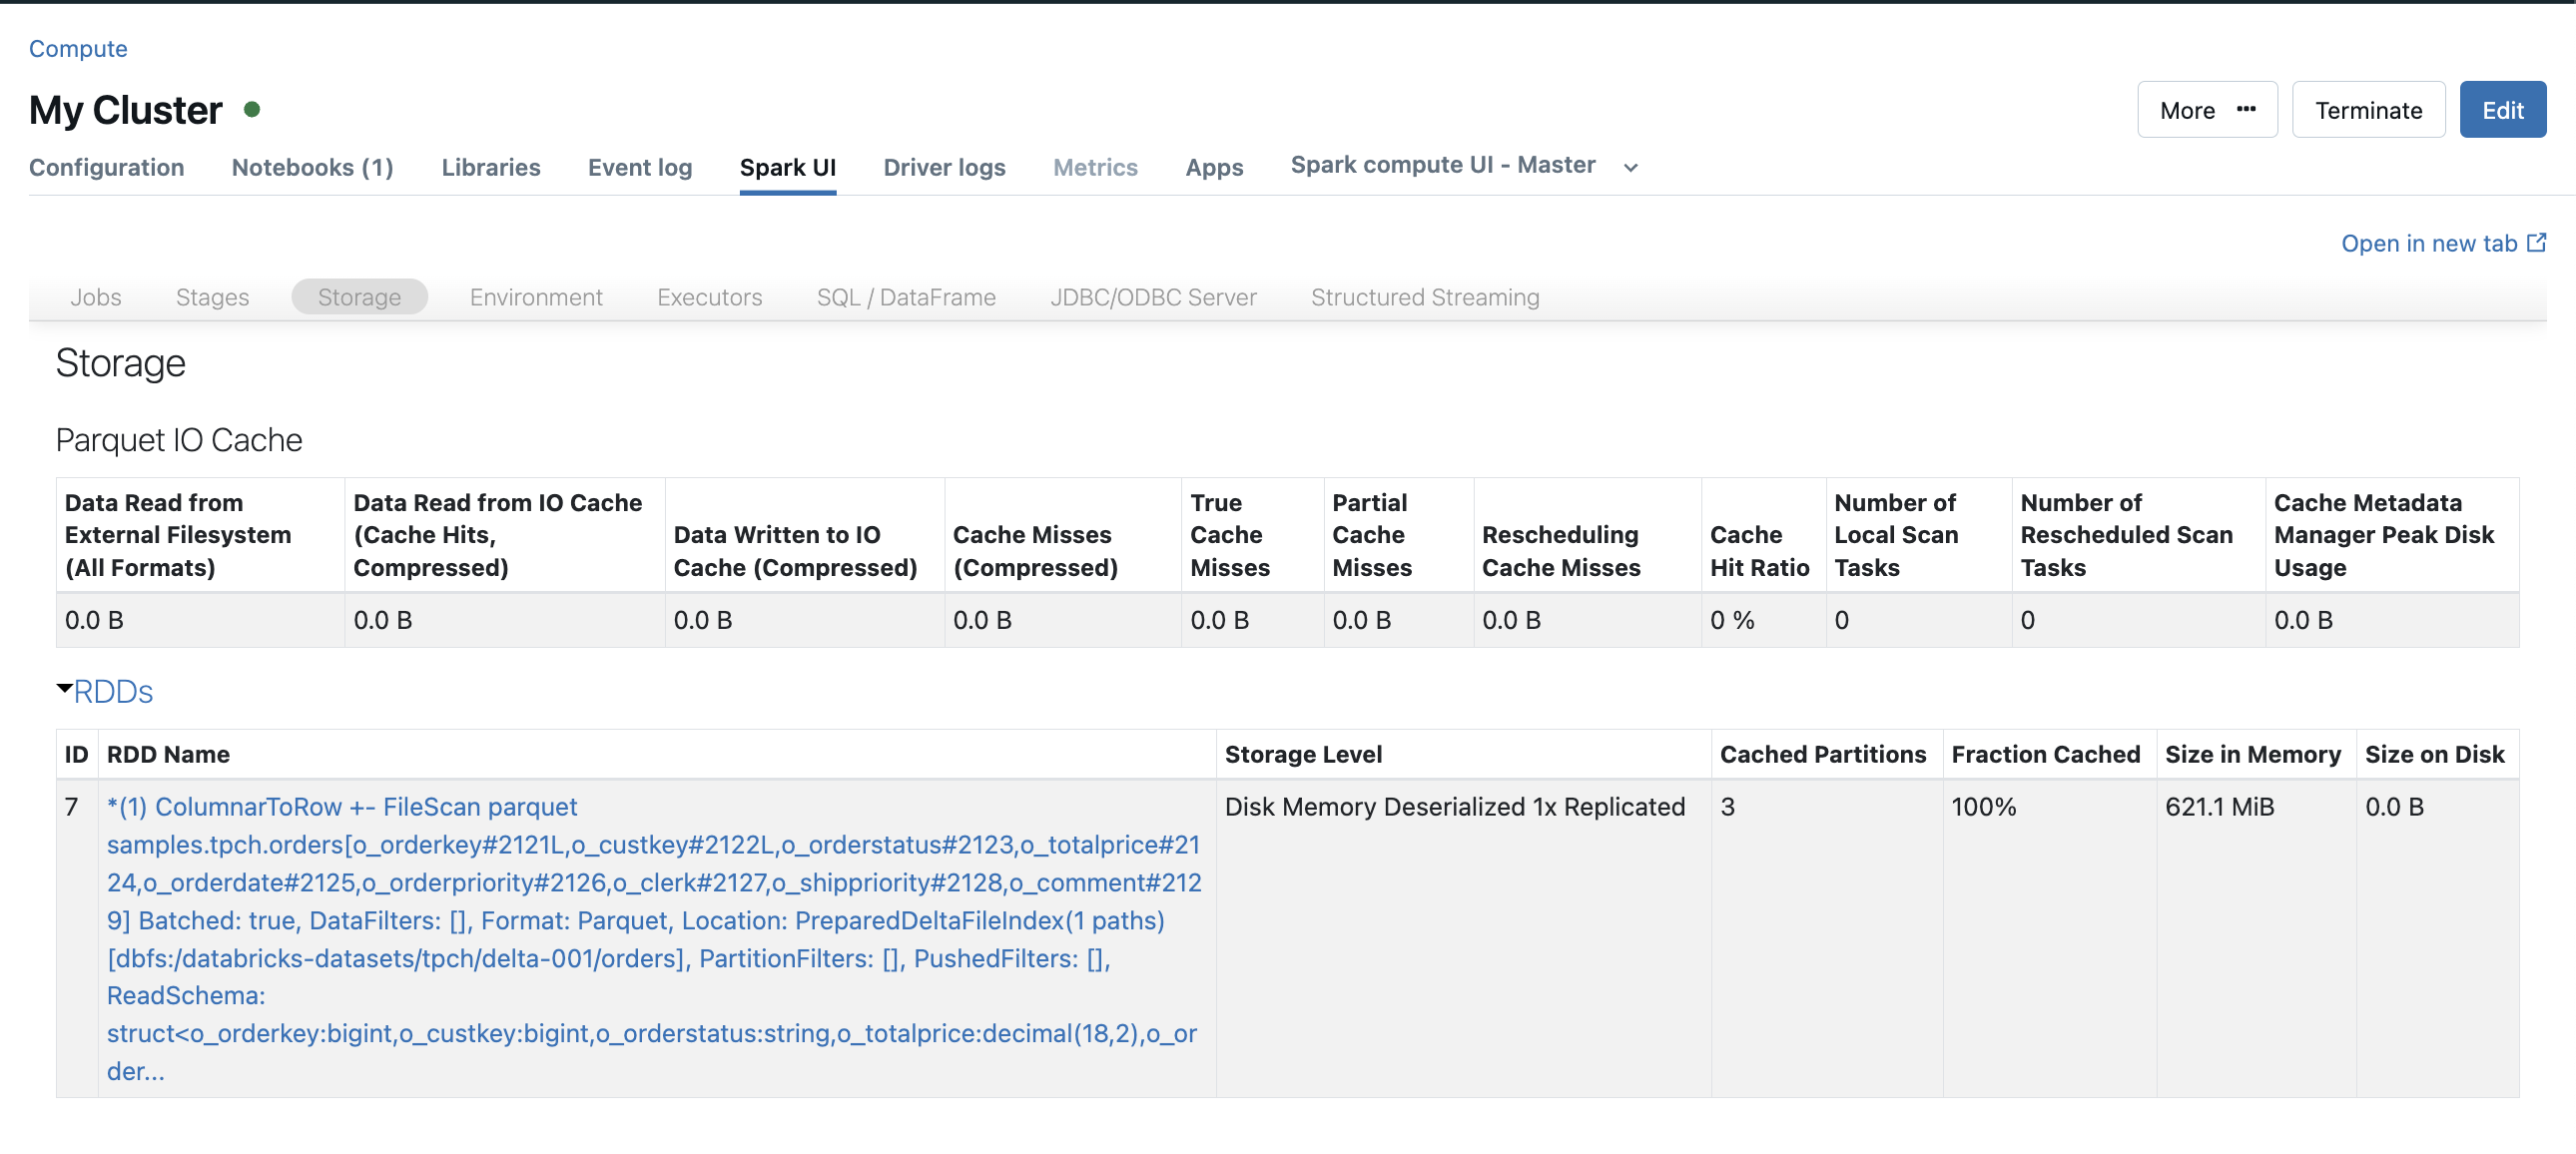 Compute
My Cluster
More ··· Terminate Edit
Configuration Notebooks (1) Libraries Event log Spark UI Driver logs Metrics Apps Spark compute UI - Master
Open in new tab
Jobs Stages Storage Environment Executors SQL / DataFrame JDBC/ODBC Server Structured Streaming
Storage
Parquet IO Cache
Data Read from External Filesystem (All Formats)
Data Read from IO Cache (Cache Hits, Compressed)
Data Written to IO Cache (Compressed)
Cache Misses (Compressed)
True Cache Misses
Partial Cache Misses
Rescheduling Cache Misses
Cache Hit Ratio
Number of Local Scan Tasks
Number of Rescheduled Scan Tasks
Cache Metadata Manager Peak Disk Usage
0.0 B 0.0 B 0.0 B 0.0 B 0.0 B 0.0 B 0.0 B 0 % 0 0 0.0 B
RDDs
ID RDD Name Storage Level Cached Partitions Fraction Cached Size in Memory Size on Disk
7 *(1) ColumnarToRow +- FileScan parquet Disk Memory Deserialized 1x Replicated 3 100% 621.1 MiB 0.0 B
samples.tpch.orders[o_orderkey#2121L,o_custkey#2122L,o_orderstatus#2123,o_totalprice#21
24,o_orderdate#2125,o_orderpriority#2126,o_clerk#2127,o_shippriority#2128,o_comment#212
9] Batched: true, DataFilters: [], Format: Parquet, Location: PreparedDeltaFileIndex(1 paths)
[dbfs:/databricks-datasets/tpch/delta-001/orders], PartitionFilters: [], PushedFilters: [],
ReadSchema:
struct<o_orderkey:bigint,o_custkey:bigint,o_orderstatus:string,o_totalprice:decimal(18,2),o_or
der...